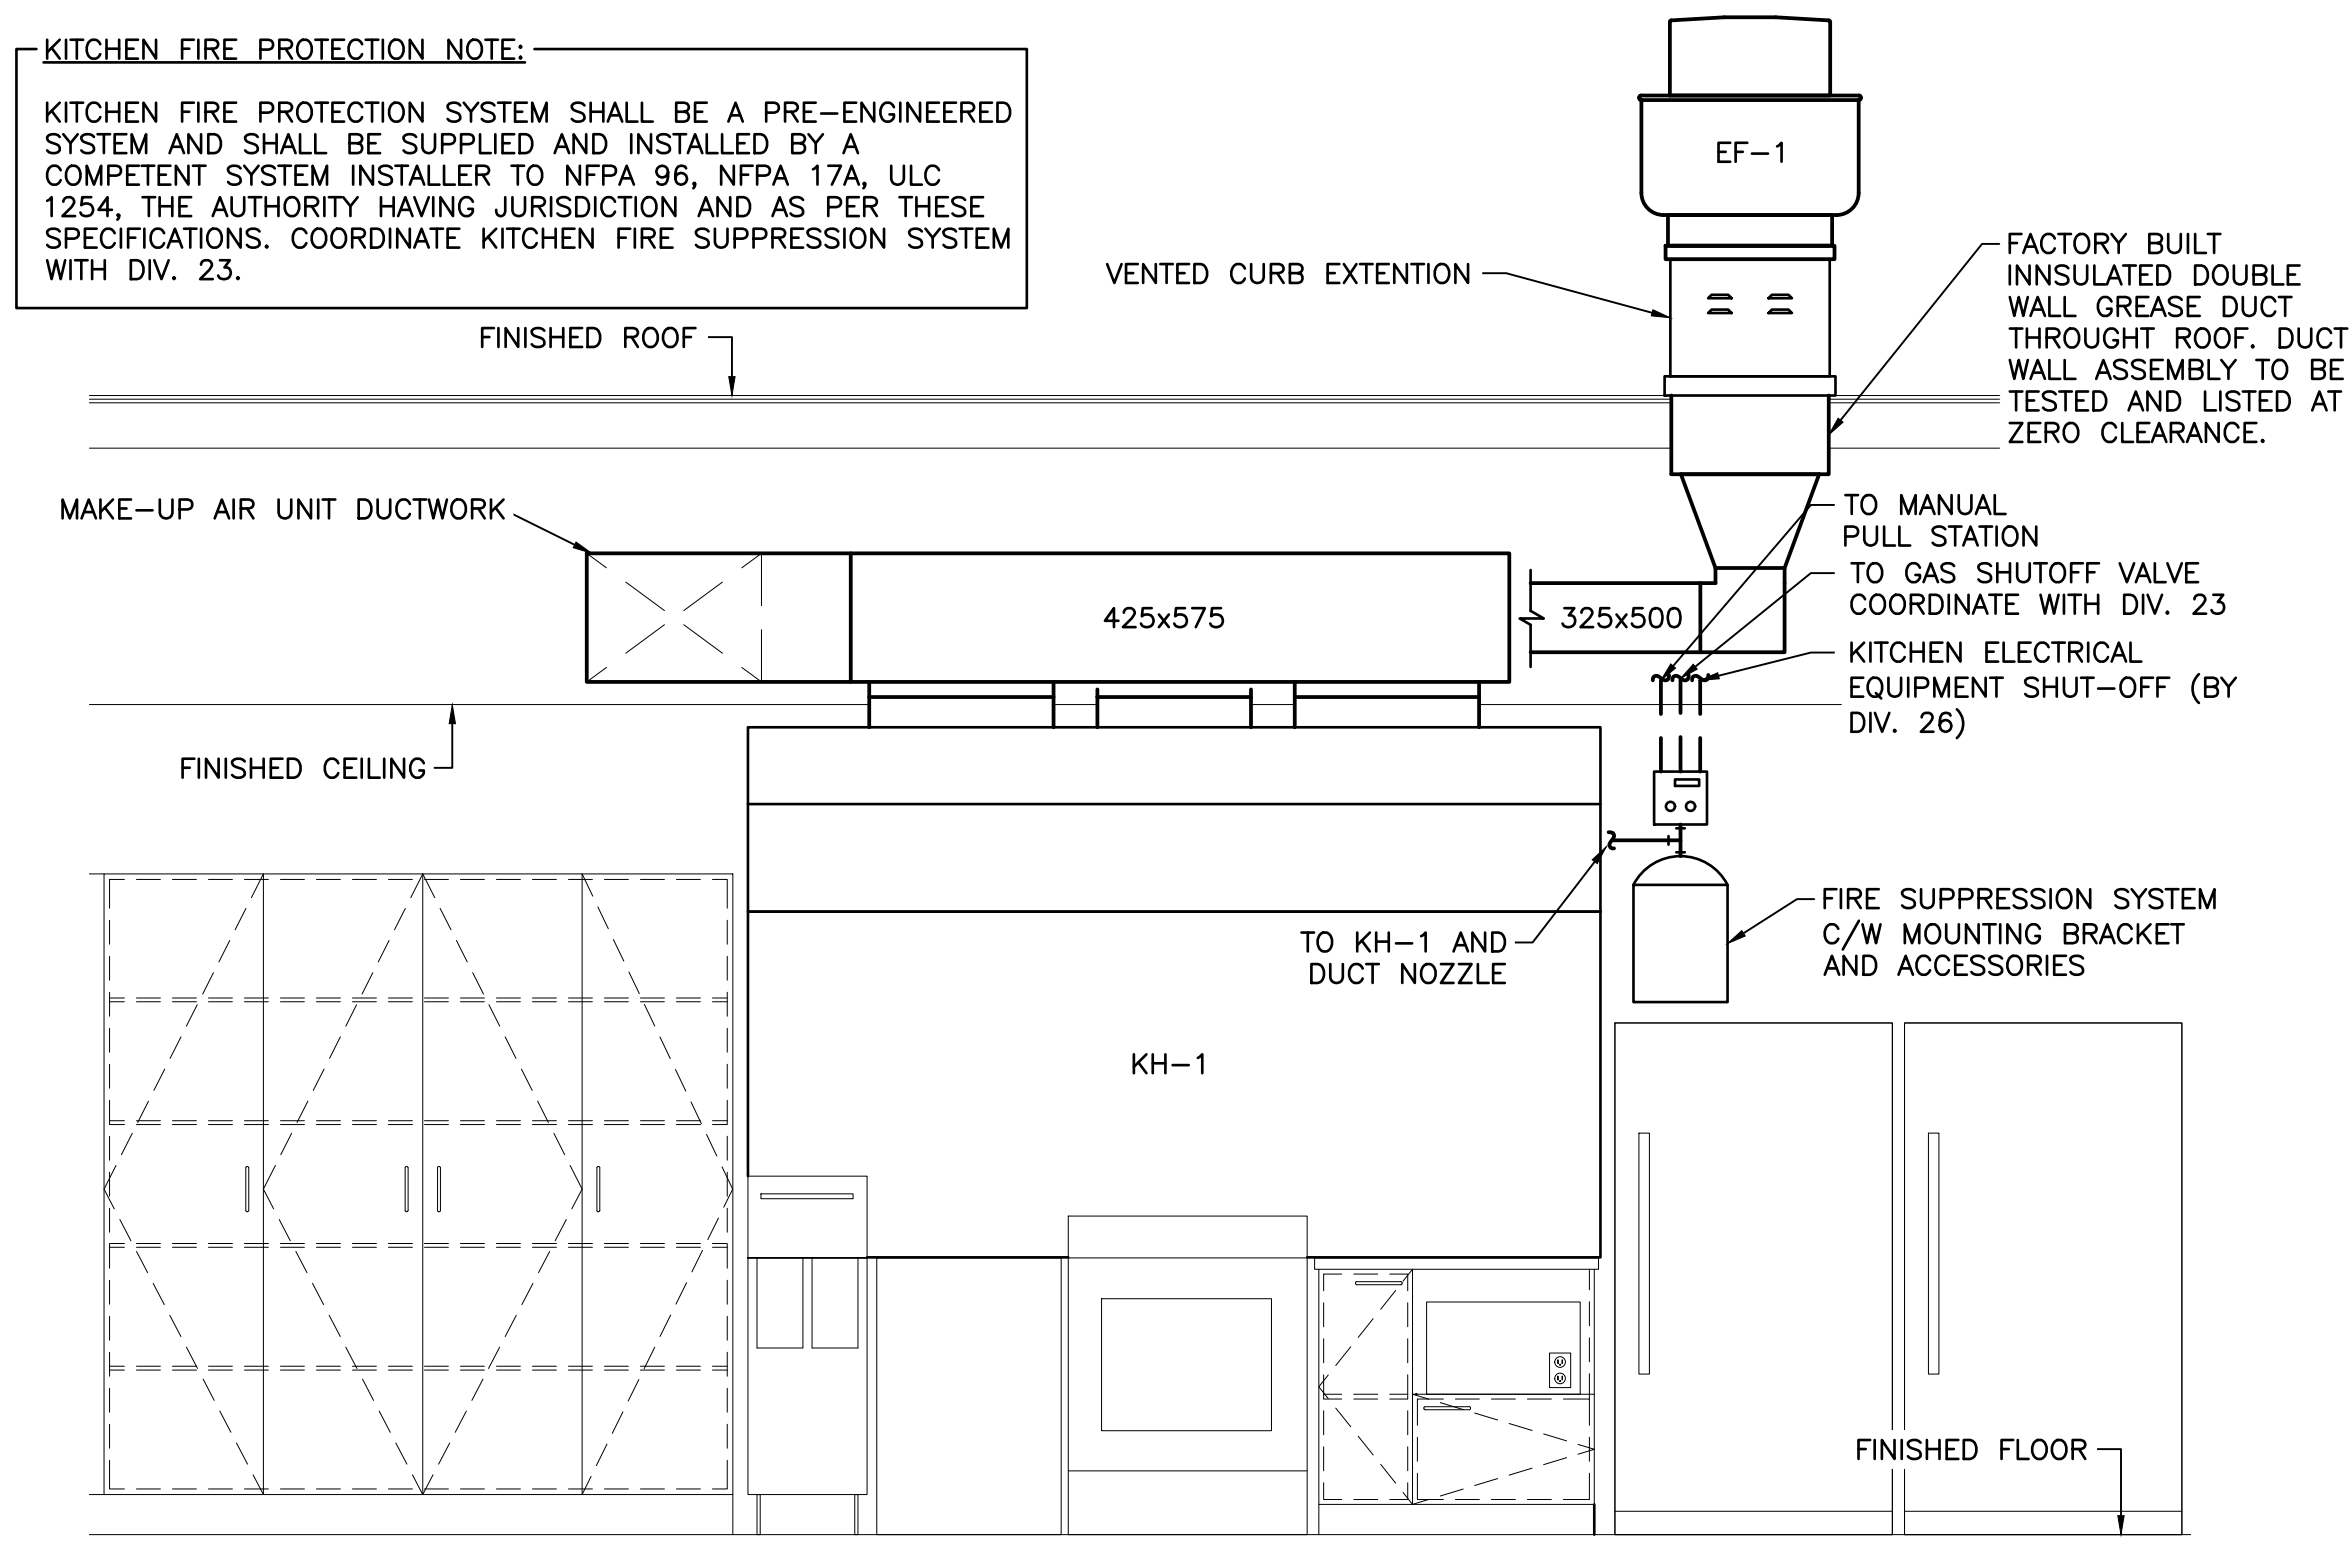 KITCHEN FIRE PROTECTION NOTE:
KITCHEN FIRE PROTECTION SYSTEM SHALL BE A PRE-ENGINEERED
SYSTEM AND SHALL BE SUPPLIED AND INSTALLED BY A
COMPETENT SYSTEM INSTALLER TO NFPA 96, NFPA 17A, ULC
1254, THE AUTHORITY HAVING JURISDICTION AND AS PER THESE
SPECIFICATIONS. COORDINATE KITCHEN FIRE SUPPRESSION SYSTEM
WITH DIV. 23.
EF-1
VENTED CURB EXTENTION
FACTORY BUILT
INNSULATED DOUBLE
WALL GREASE DUCT
THROUGHT ROOF. DUCT
WALL ASSEMBLY TO BE
TESTED AND LISTED AT
ZERO CLEARANCE.
FINISHED ROOF
MAKE-UP AIR UNIT DUCTWORK
TO MANUAL
PULL STATION
TO GAS SHUTOFF VALVE
COORDINATE WITH DIV. 23
425x575
325x500
KITCHEN ELECTRICAL
EQUIPMENT SHUT-OFF (BY
DIV. 26)
FINISHED CEILING
FIRE SUPPRESSION SYSTEM
C/W MOUNTING BRACKET
AND ACCESSORIES
TO KH-1 AND
DUCT NOZZLE
KH-1
FINISHED FLOOR